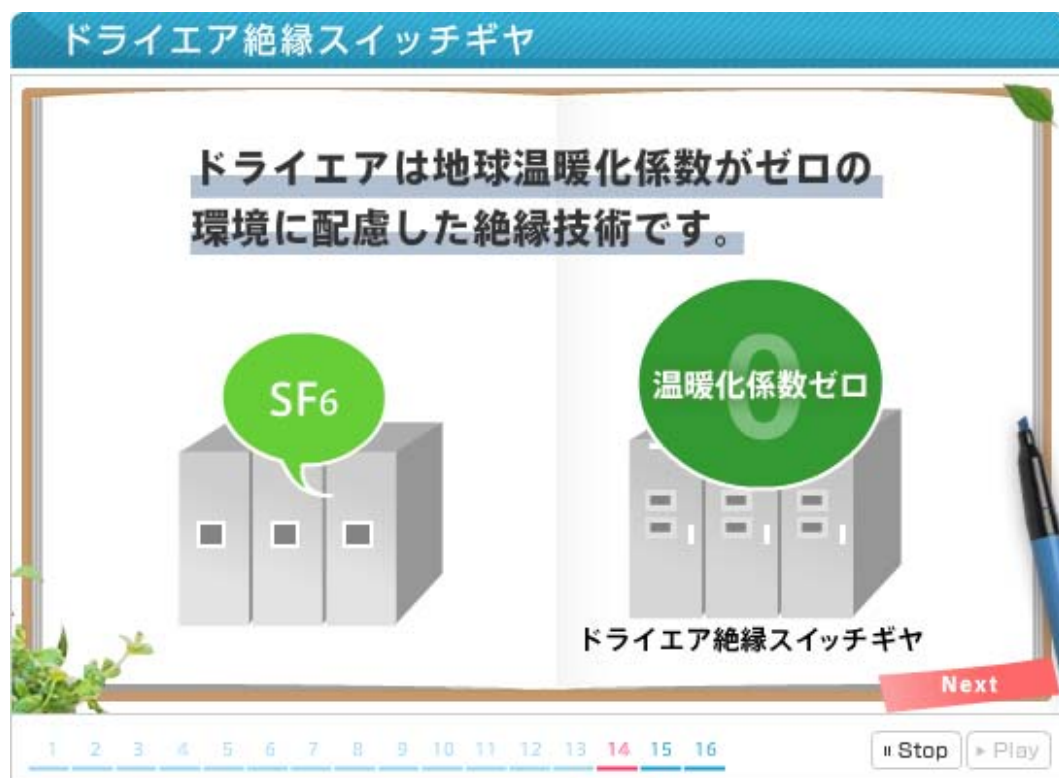 ドライエア絶縁スイッチギヤ
ドライエアは地球温暖化係数がゼロの
環境に配慮した絶縁技術です。
SF6
0
温暖化係数ゼロ
ドライエア絶縁スイッチギヤ
Next
1 2 3 4 5 6 7 8 9 10 11 12 13 14 15 16
Stop
Play